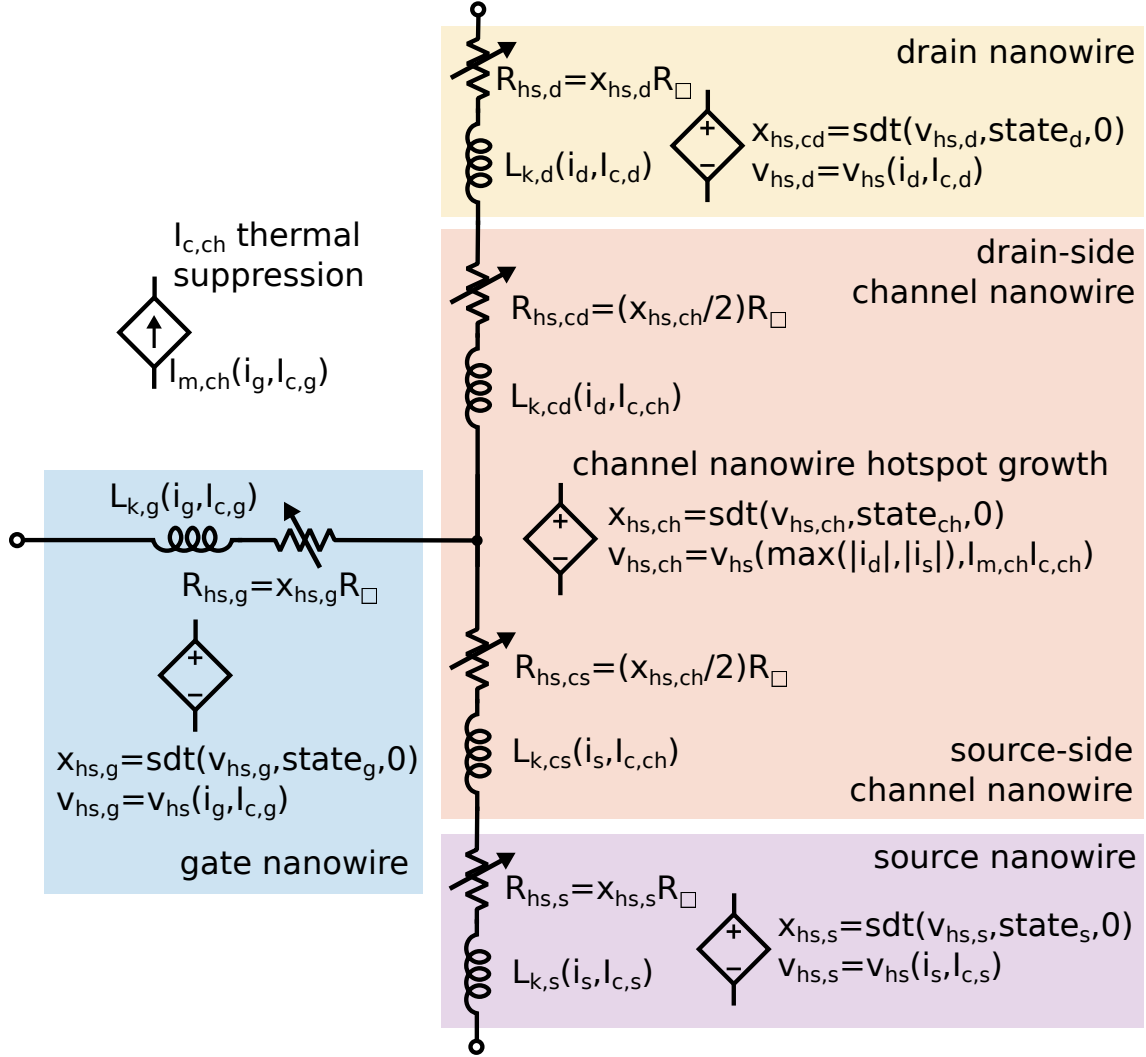 drain nanowire
R_hs,d=x_hs,dR_□
x_hs,cd=sdt(v_hs,d,state_d,0)
L_k,d(i_d,I_c,d)
v_hs,d=v_hs(i_d,I_c,d)
I_c,ch thermal
suppression
I_m,ch(i_g,I_c,g)
drain-side
channel nanowire
R_hs,cd=(x_hs,ch/2)R_□
L_k,cd(i_d,I_c,ch)
channel nanowire hotspot growth
x_hs,ch=sdt(v_hs,ch,state_ch,0)
v_hs,ch=v_hs(max(|i_d|,|i_s|),I_m,chI_c,ch)
L_k,g(i_g,I_c,g)
R_hs,g=x_hs,gR_□
x_hs,g=sdt(v_hs,g,state_g,0)
v_hs,g=v_hs(i_g,I_c,g)
gate nanowire
R_hs,cs=(x_hs,ch/2)R_□
L_k,cs(i_s,I_c,ch)
source-side
channel nanowire
source nanowire
R_hs,s=x_hs,sR_□
x_hs,s=sdt(v_hs,s,state_s,0)
L_k,s(i_s,I_c,s)
v_hs,s=v_hs(i_s,I_c,s)